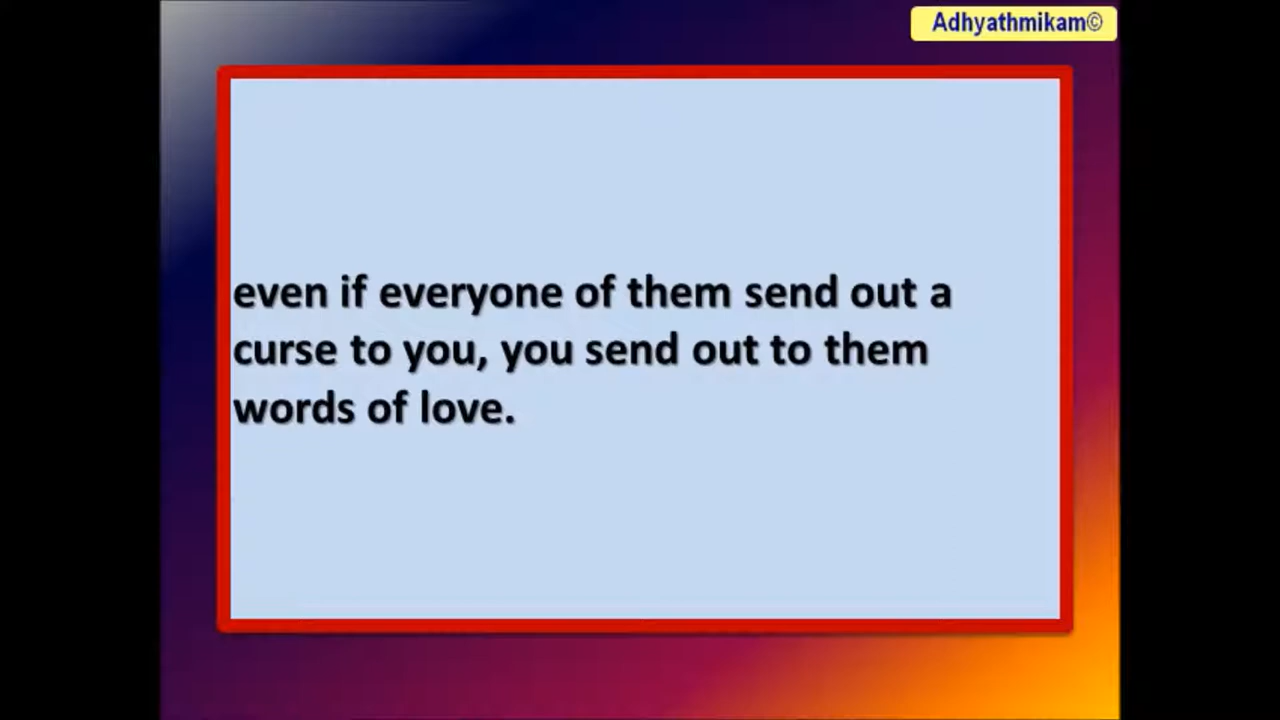 Adhyathmikam©
even if everyone of them send out a
curse to you, you send out to them
words of love.